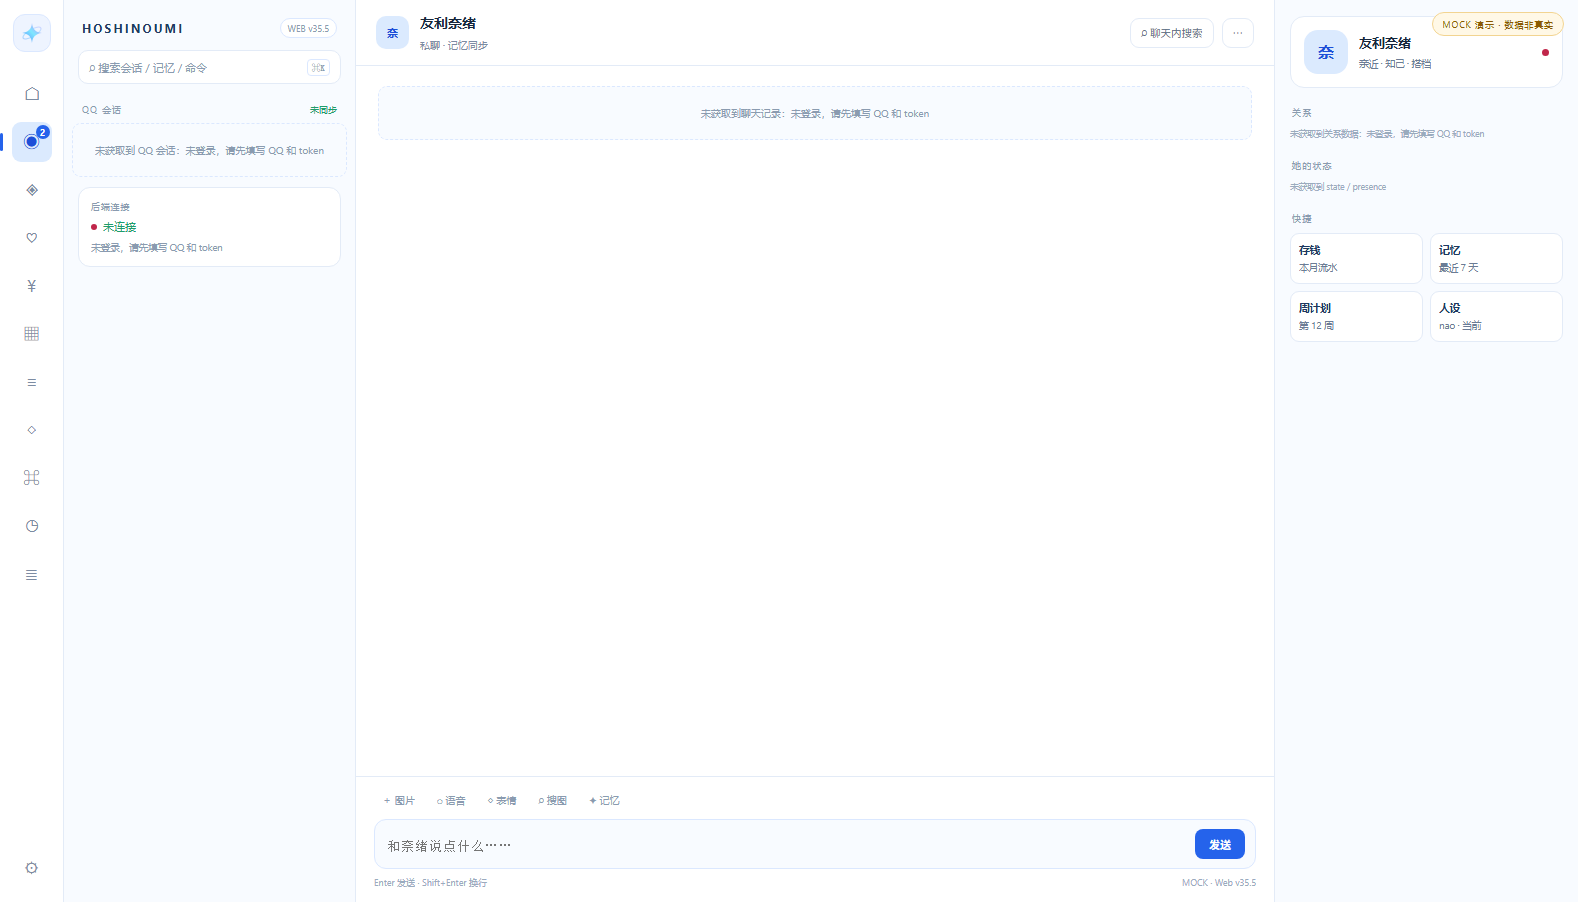 2
HOSHINOUMI
WEB v35.5
搜索会话 / 记忆 / 命令
⌘K
QQ 会话
未同步
未获取到 QQ 会话：未登录，请先填写 QQ 和 token
后端连接
未连接
未登录，请先填写 QQ 和 token
奈
友利奈绪
私聊 · 记忆同步
聊天内搜索
···
未获取到聊天记录：未登录，请先填写 QQ 和 token
+ 图片
语音
表情
搜图
记忆
和奈绪说点什么……
发送
Enter 发送 · Shift+Enter 换行
MOCK · Web v35.5
MOCK 演示 · 数据非真实
奈
友利奈绪
亲近 · 知己 · 搭档
关系
未获取到关系数据：未登录，请先填写 QQ 和 token
她的状态
未获取到 state / presence
快捷
存钱
本月流水
记忆
最近 7 天
周计划
第 12 周
人设
nao · 当前